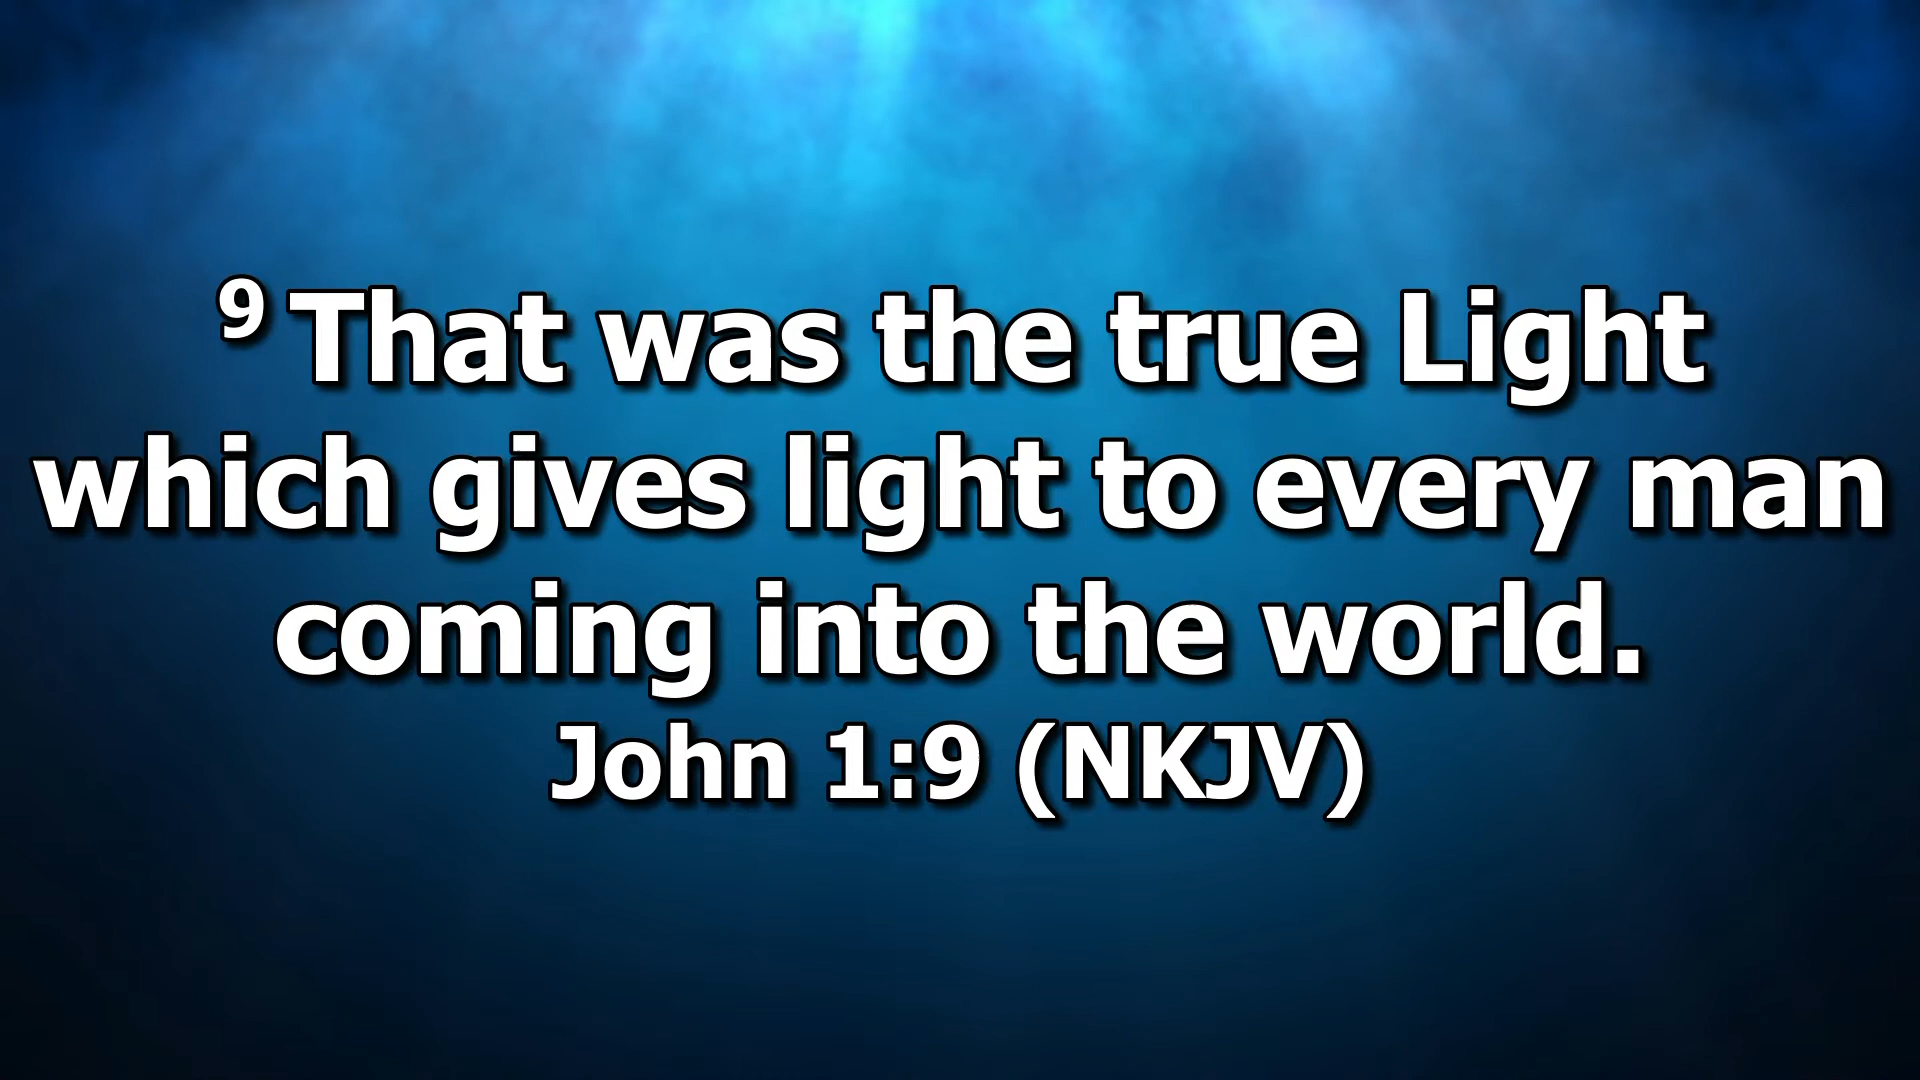 9 That was the true Light
which gives light to every man
coming into the world.
John 1:9 (NKJV)